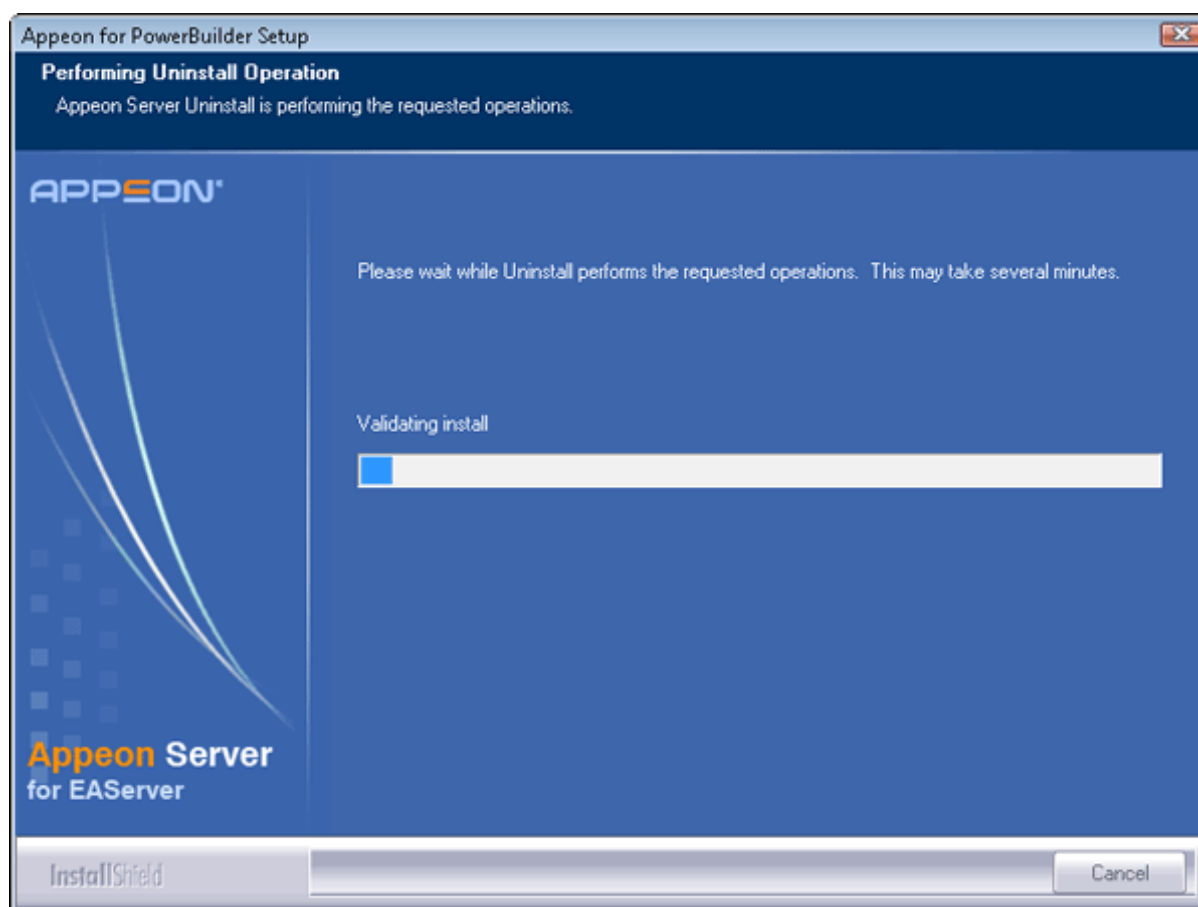 Appeon for PowerBuilder Setup
Performing Uninstall Operation
Appeon Server Uninstall is performing the requested operations.
APPEON
Please wait while Uninstall performs the requested operations.  This may take several minutes.
Validating install
Appeon Server
for EAServer
InstallShield
Cancel